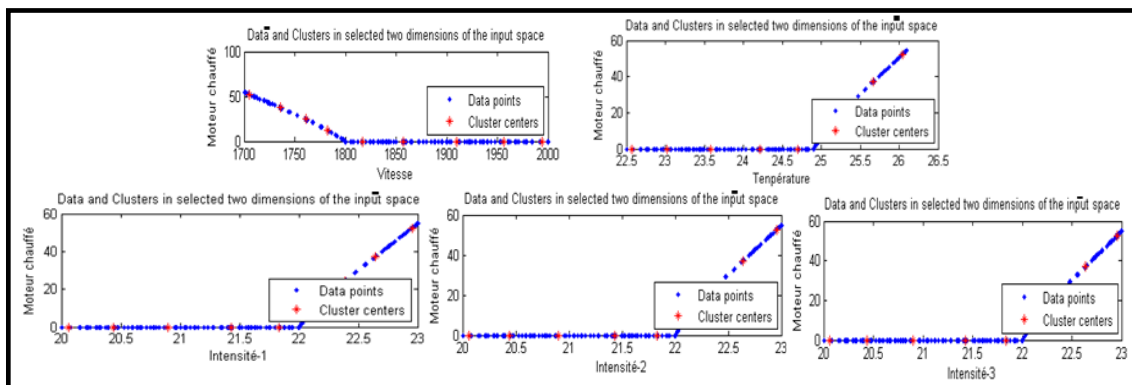 Data and Clusters in selected two dimensions of the input space
100
50
0
1700 1750 1800 1850 1900 1950 2000
Moteur chauffé
Vitesse
Data points
Cluster centers
Data and Clusters in selected two dimensions of the input space
60
40
20
0
22.5 23 23.5 24 24.5 25 25.5 26 26.5
Moteur chauffé
Tenpérature
Data points
Cluster centers
Data and Clusters in selected two dimensions of the input space
60
40
20
0
20 20.5 21 21.5 22 22.5 23
Moteur chauffé
Intensité-1
Data points
Cluster centers
Data and Clusters in selected two dimensions of the input space
60
40
20
0
20 20.5 21 21.5 22 22.5 23
Moteur chauffé
Intensité-2
Data points
Cluster centers
Data and Clusters in selected two dimensions of the input space
60
40
20
0
20 20.5 21 21.5 22 22.5 23
Moteur chauffé
Intensité-3
Data points
Cluster centers